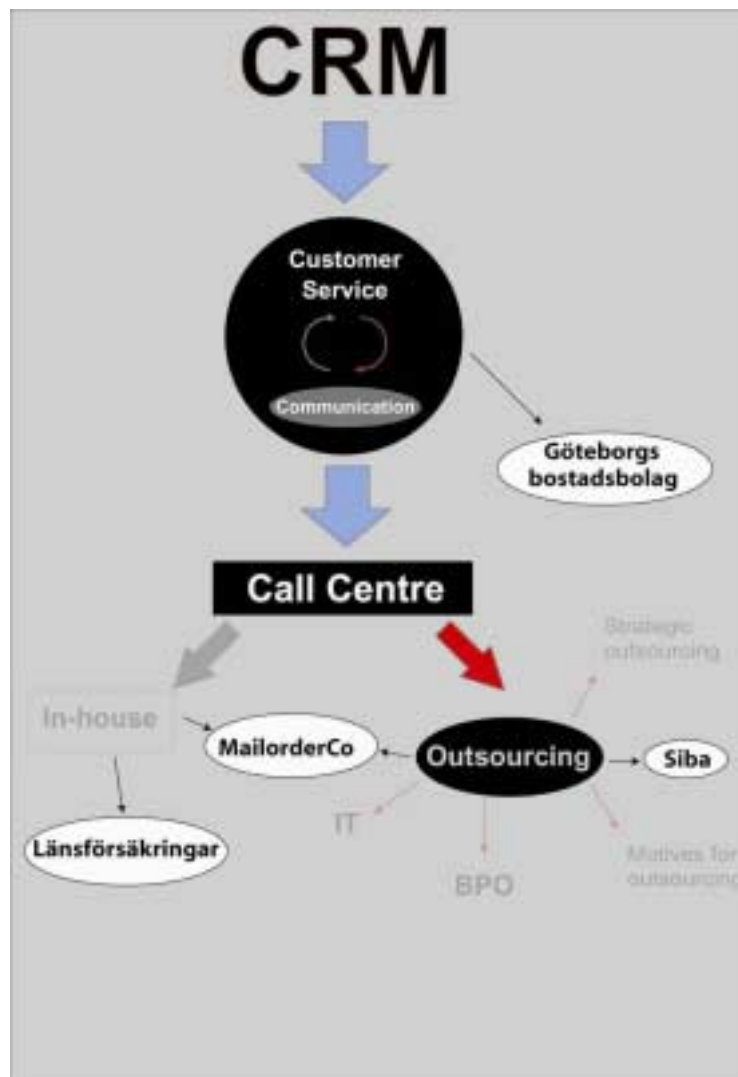 CRM
Customer
Service
Communication
Göteborgs
bostadsbolag
Call Centre
Strategic
outsourcing
In-house
MailorderCo
Outsourcing
Siba
IT
Länsförsäkringar
BPO
Motives for
outsourcing